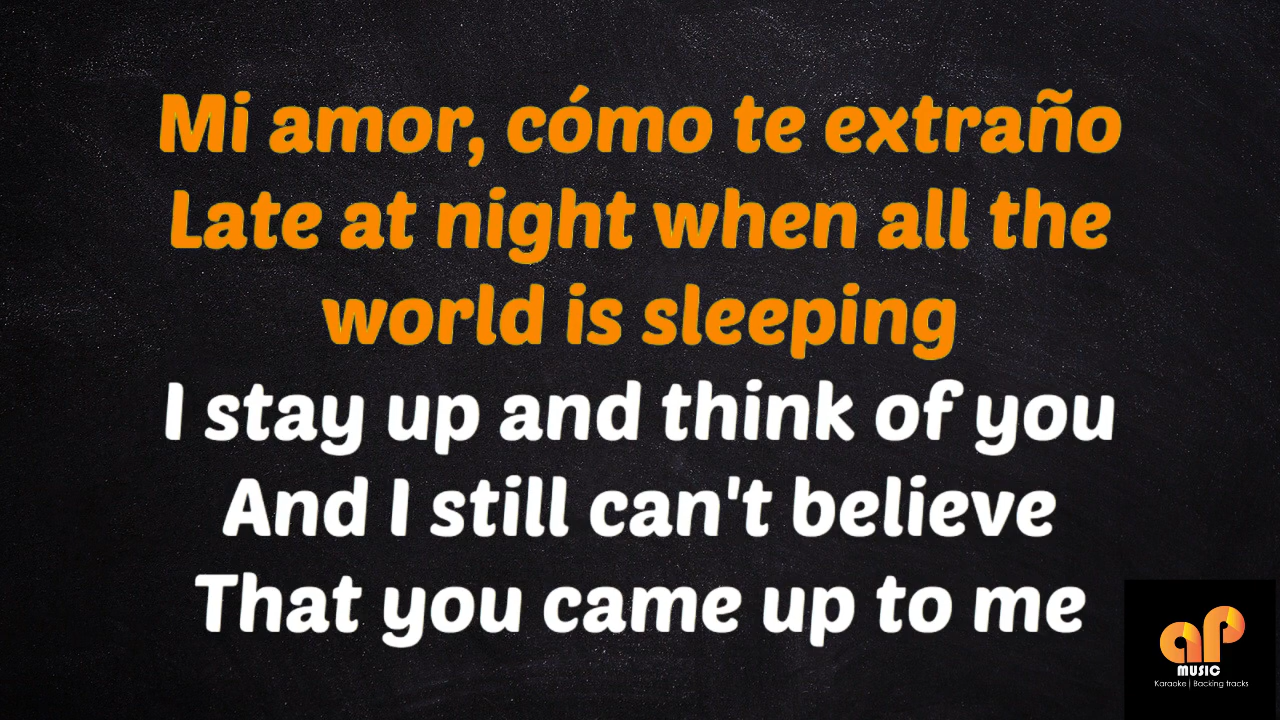 Mi amor, cómo te extraño
Late at night when all the
world is sleeping
I stay up and think of you
And I still can't believe
That you came up to me
ap
MUSIC
Karaoke | Backing tracks